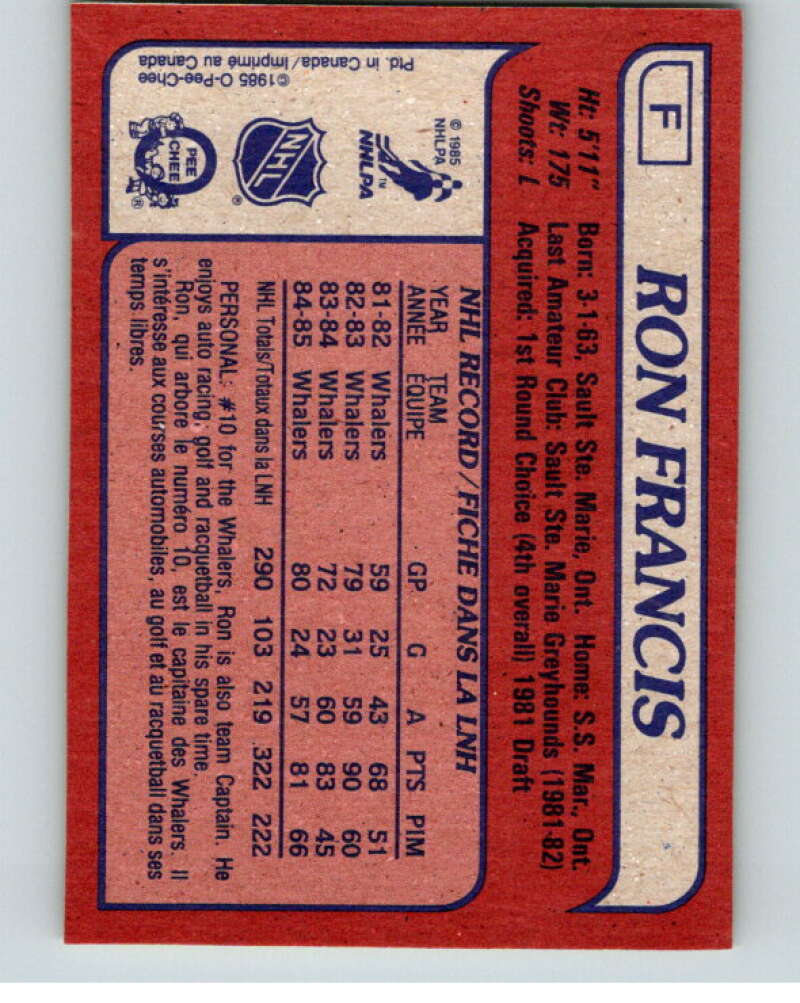 F
RON FRANCIS
Ht: 5'11" Born: 3-1-63, Sault Ste. Marie, Ont. Home: S.S. Mar., Ont.
Wt: 175 Last Amateur Club: Sault Ste. Marie Greyhounds (1981-82)
Shoots: L Acquired: 1st Round Choice (4th overall) 1981 Draft
© 1985
NHLPA
NHLPA TM
NHL
PEE
CHEE
®
©1985 O-Pee-Chee
Ptd. in Canada/Imprimé au Canada
NHL RECORD/FICHE DANS LA LNH
YEAR TEAM
ANNÉE ÉQUIPE GP G A PTS PIM
81-82 Whalers 59 25 43 68 51
82-83 Whalers 79 31 59 90 60
83-84 Whalers 72 23 60 83 45
84-85 Whalers 80 24 57 81 66
NHL Totals/Totaux dans la LNH 290 103 219 322 222
PERSONAL: #10 for the Whalers, Ron is also team Captain. He
enjoys auto racing, golf and racquetball in his spare time.
Ron, qui arbore le numéro 10, est le capitaine des Whalers. Il
s'intéresse aux courses automobiles, au golf et au racquetball dans ses
temps libres.